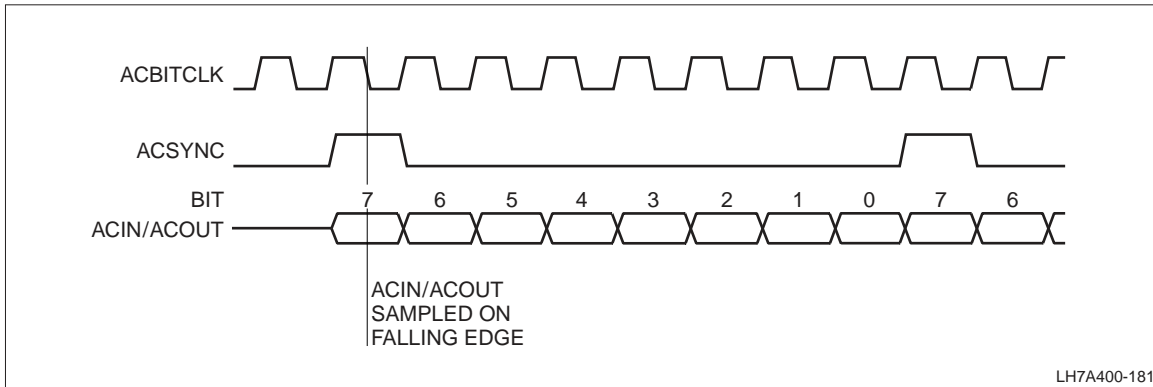 ACBITCLK
ACSYNC
BIT 7 6 5 4 3 2 1 0 7 6
ACIN/ACOUT
ACIN/ACOUT
SAMPLED ON
FALLING EDGE
LH7A400-181